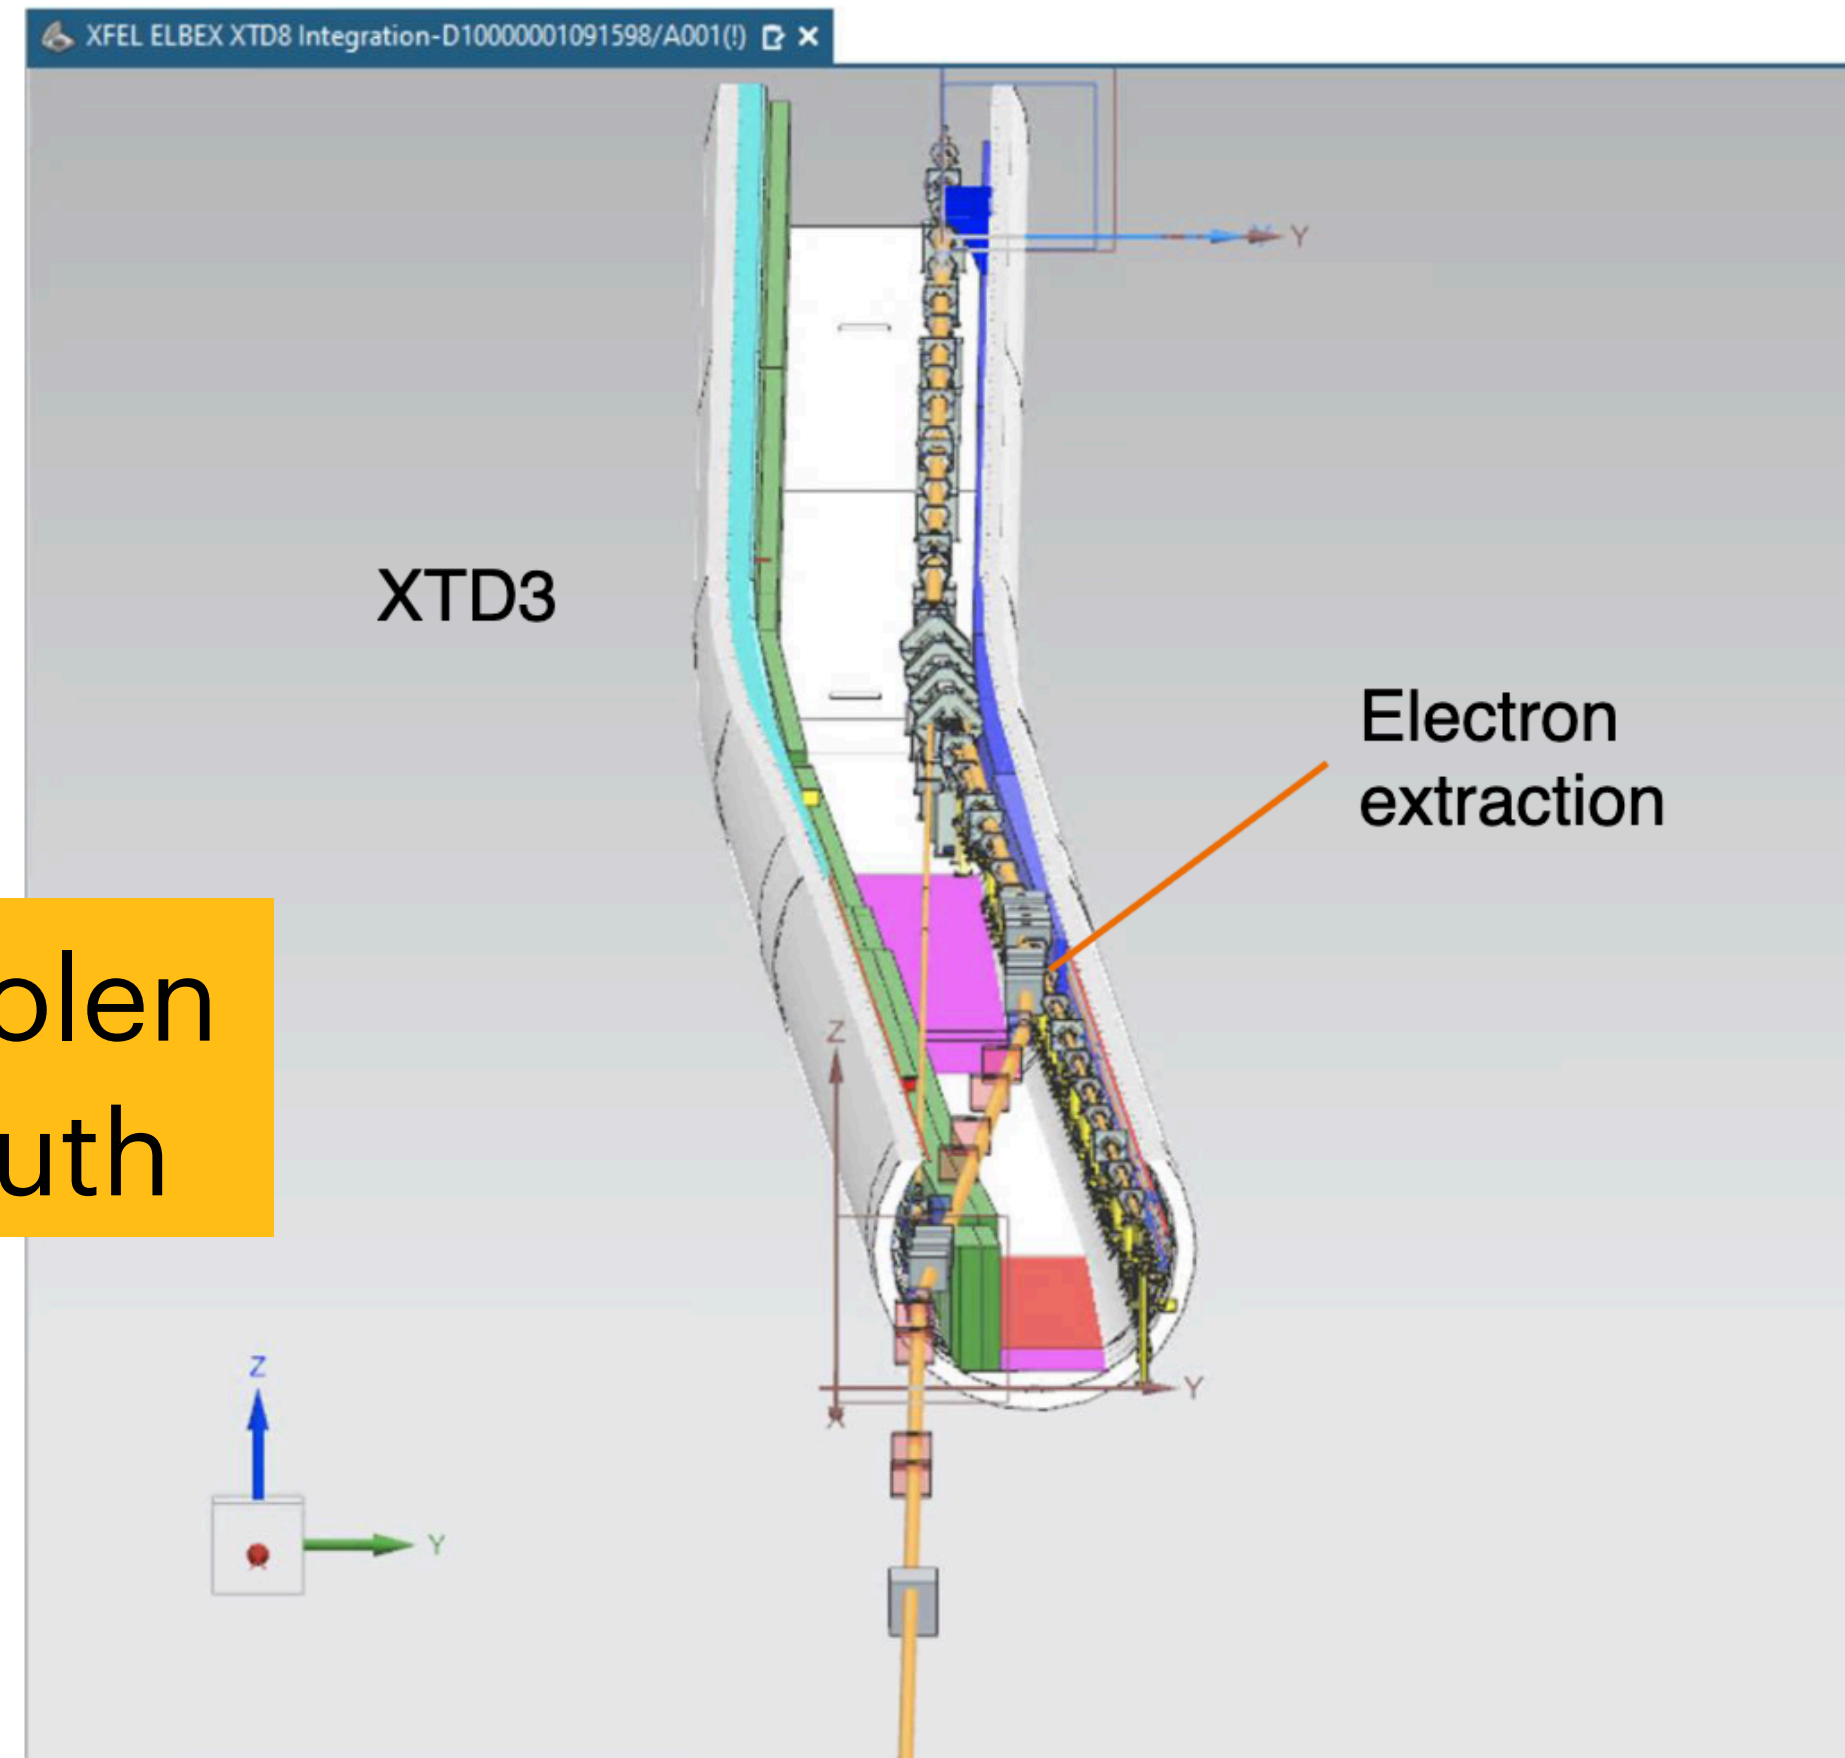 XFEL ELBEX XTD8 Integration-D10000001091598/A001(!)
Y
XTD3
Electron
extraction
olen
uth
Z
Y
X
Z
Y
X